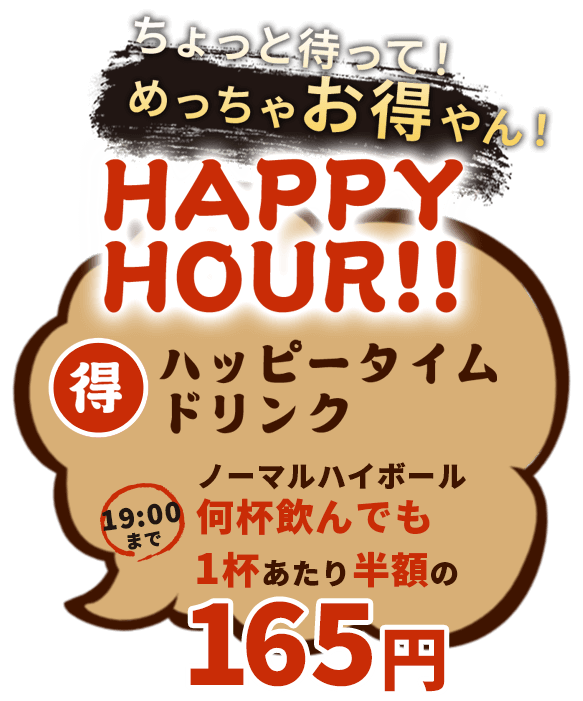 ちょっと待って!
めっちゃお得やん!
HAPPY
HOUR!!
得
ハッピータイム
ドリンク
19:00
まで
ノーマルハイボール
何杯飲んでも
1杯あたり半額の
165円